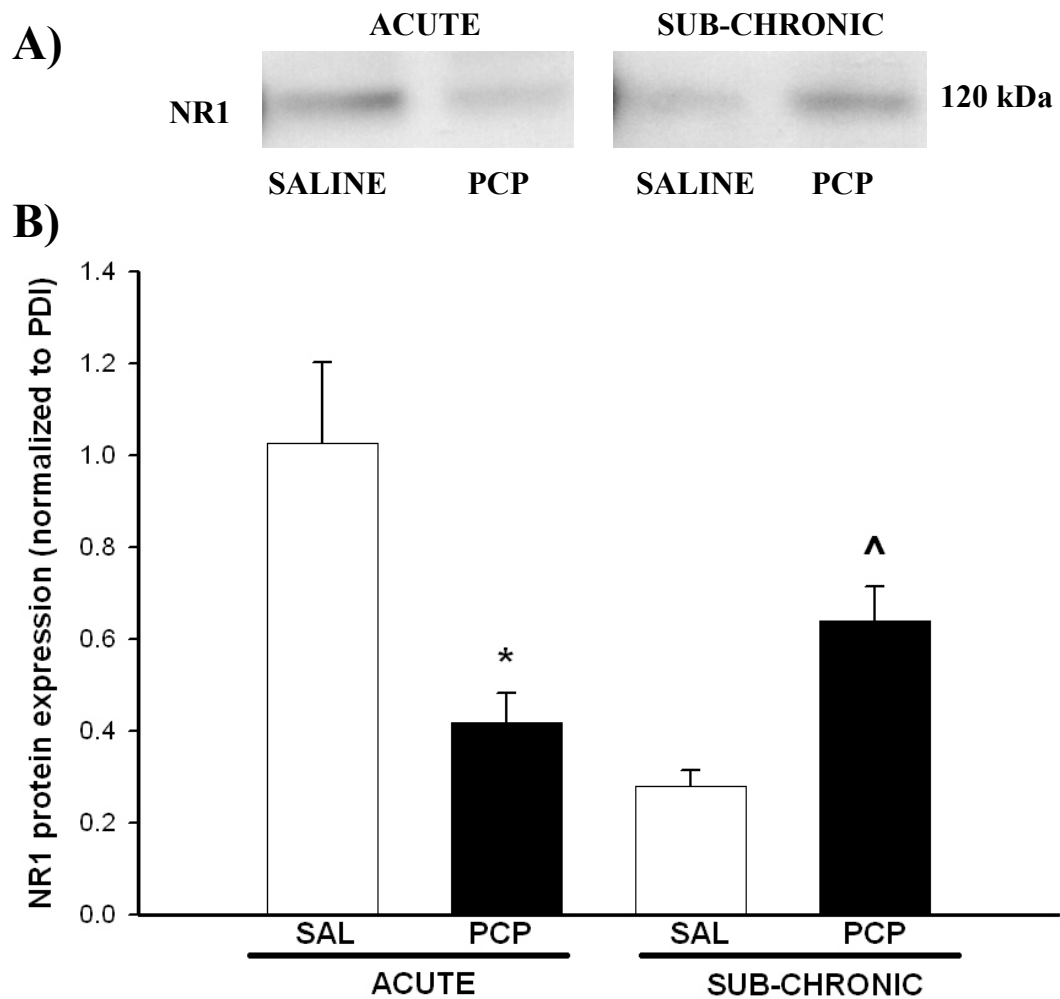 A)
ACUTE SUB-CHRONIC
NR1 120 kDa
SALINE PCP SALINE PCP
B)
NR1 protein expression (normalized to PDI)
1.4
1.2
1.0
0.8
0.6
0.4
0.2
0.0
*
^
SAL PCP SAL PCP
ACUTE SUB-CHRONIC